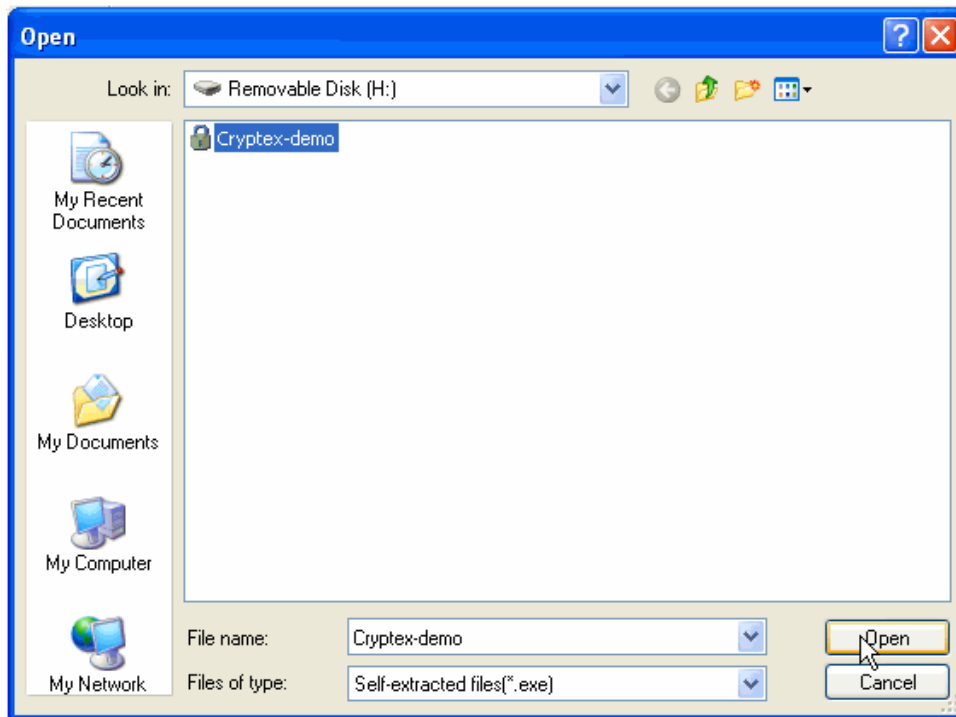 Open
Look in:
Removable Disk (H:)
Cryptex-demo
My Recent
Documents
Desktop
My Documents
My Computer
My Network
File name:
Cryptex-demo
Open
Files of type:
Self-extracted files(*.exe)
Cancel